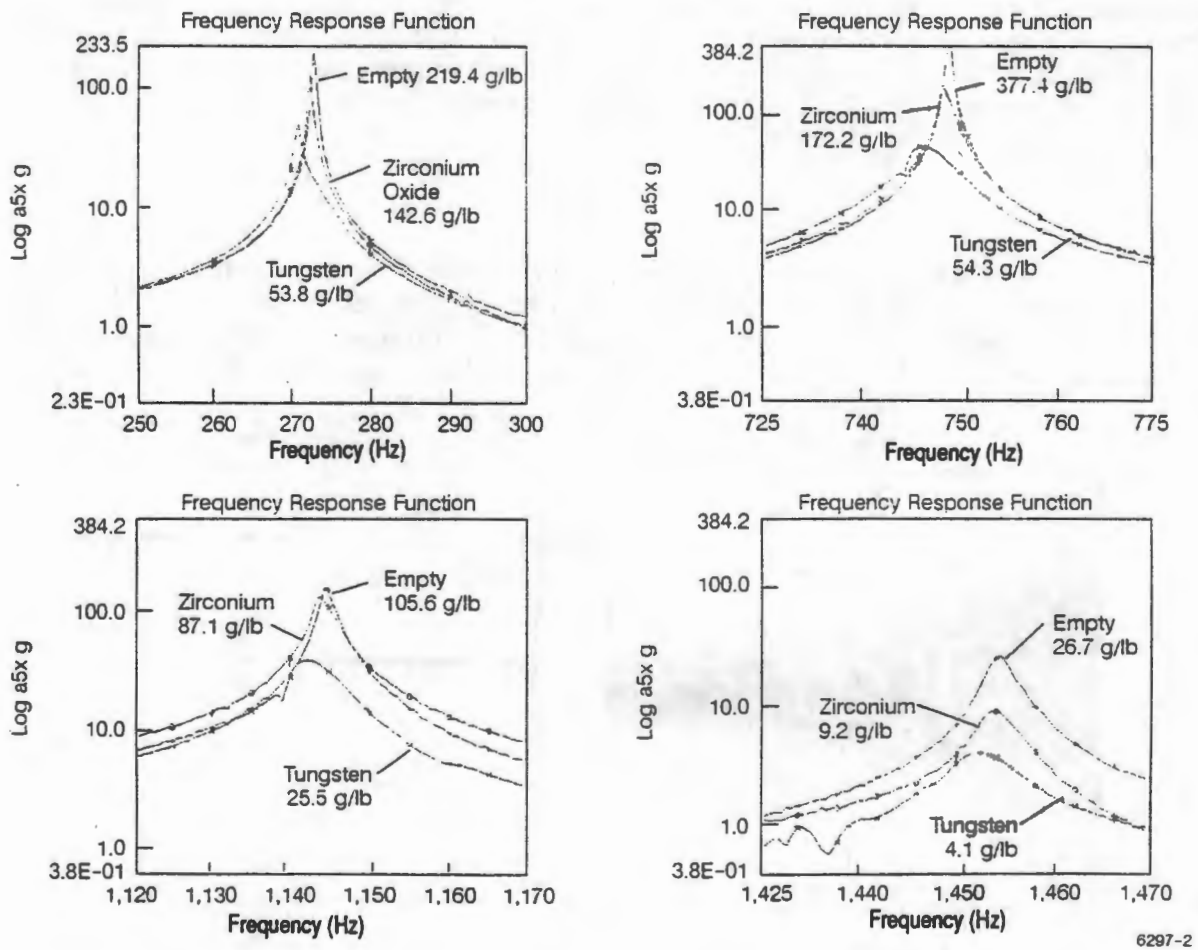 Frequency Response Function
233.5
100.0
10.0
1.0
2.3E-01
Log a5x g
Empty 219.4 g/lb
Zirconium
Oxide
142.6 g/lb
Tungsten
53.8 g/lb
250
260
270
280
290
300
Frequency (Hz)
Frequency Response Function
384.2
100.0
10.0
1.0
3.8E-01
Log a5x g
Empty
377.4 g/lb
Zirconium
172.2 g/lb
Tungsten
54.3 g/lb
725
740
750
760
775
Frequency (Hz)
Frequency Response Function
384.2
100.0
10.0
1.0
3.8E-01
Log a5x g
Empty
105.6 g/lb
Zirconium
87.1 g/lb
Tungsten
25.5 g/lb
1,120
1,130
1,140
1,150
1,160
1,170
Frequency (Hz)
Frequency Response Function
384.2
100.0
10.0
1.0
3.8E-01
Log a5x g
Empty
26.7 g/lb
Zirconium
9.2 g/lb
Tungsten
4.1 g/lb
1,425
1,440
1,450
1,460
1,470
Frequency (Hz)
6297-2